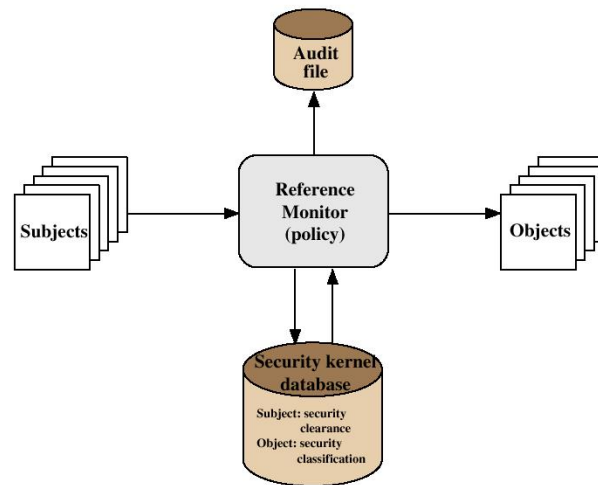 Audit
file
Reference
Monitor
(policy)
Subjects
Objects
Security kernel
database
Subject: security
clearance
Object: security
classification